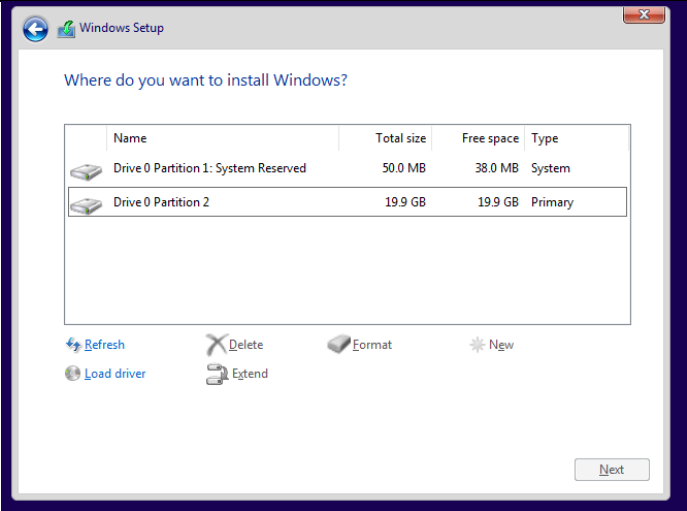 Windows Setup
Where do you want to install Windows?
Name Total size Free space Type
Drive 0 Partition 1: System Reserved 50.0 MB 38.0 MB System
Drive 0 Partition 2 19.9 GB 19.9 GB Primary
Refresh Delete Format New
Load driver Extend
Next